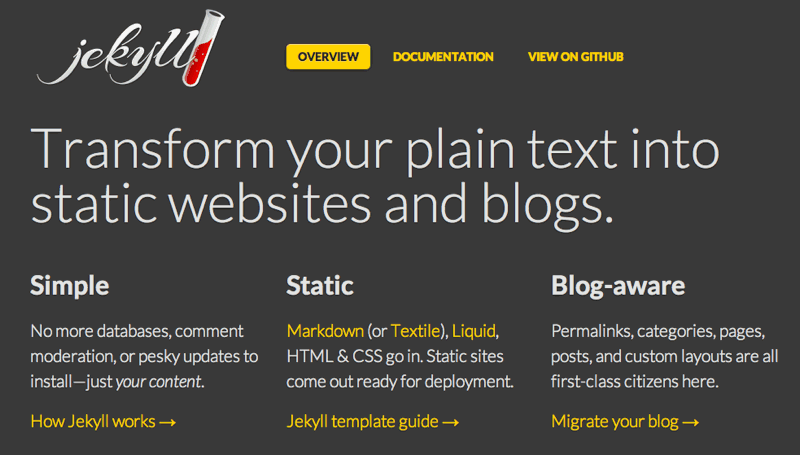 jekyll
OVERVIEW DOCUMENTATION VIEW ON GITHUB
Transform your plain text into
static websites and blogs.
Simple
No more databases, comment
moderation, or pesky updates to
install—just your content.
How Jekyll works →
Static
Markdown (or Textile), Liquid,
HTML & CSS go in. Static sites
come out ready for deployment.
Jekyll template guide →
Blog-aware
Permalinks, categories, pages,
posts, and custom layouts are all
first-class citizens here.
Migrate your blog →